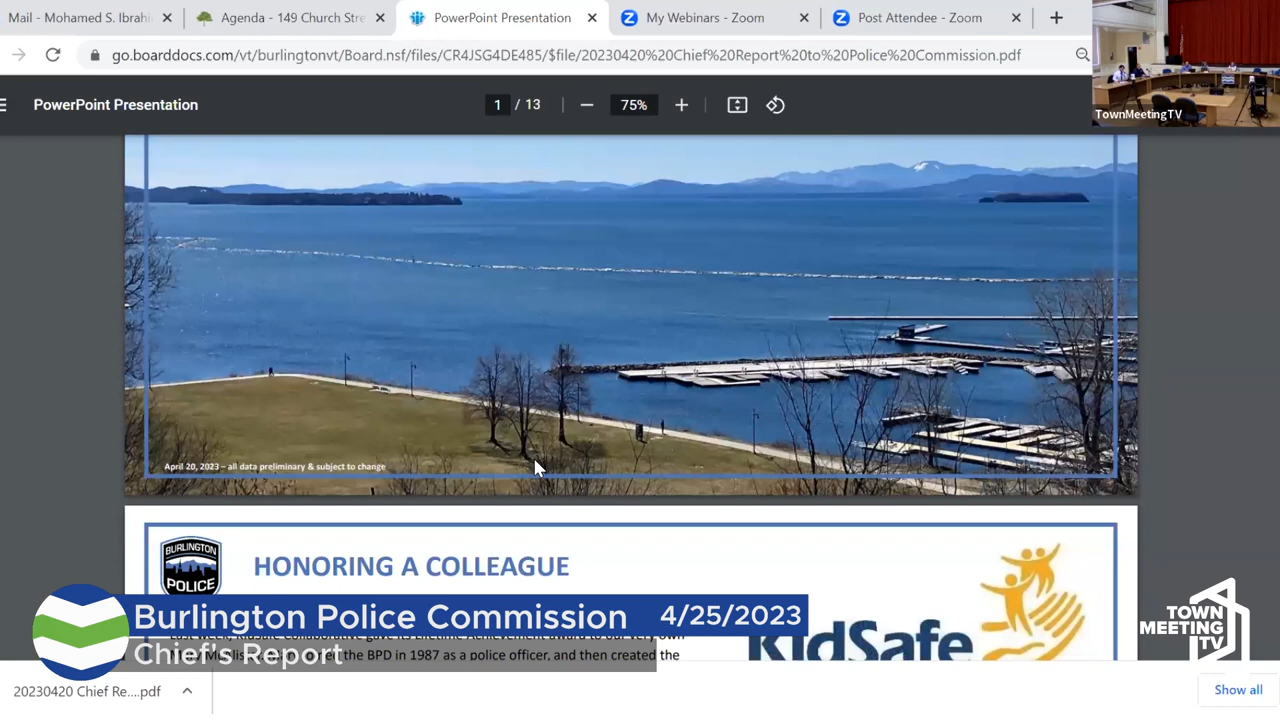 Mail - Mohamed S. Ibrahi
Agenda - 149 Church Stre
PowerPoint Presentation
My Webinars - Zoom
Post Attendee - Zoom
go.boarddocs.com/vt/burlingtonvt/Board.nsf/files/CR4JSG4DE485/$file/20230420%20Chief%20Report%20to%20Police%20Commission.pdf
TownMeetingTV
PowerPoint Presentation
1 / 13
75%
April 20, 2023 – all data preliminary & subject to change
BURLINGTON
POLICE
HONORING A COLLEAGUE
KidSafe
Burlington Police Commission 4/25/2023
Chief's Report
the BPD in 1987 as a police officer, and then created the
TOWN
MEETING
TV
20230420 Chief Re....pdf
Show all